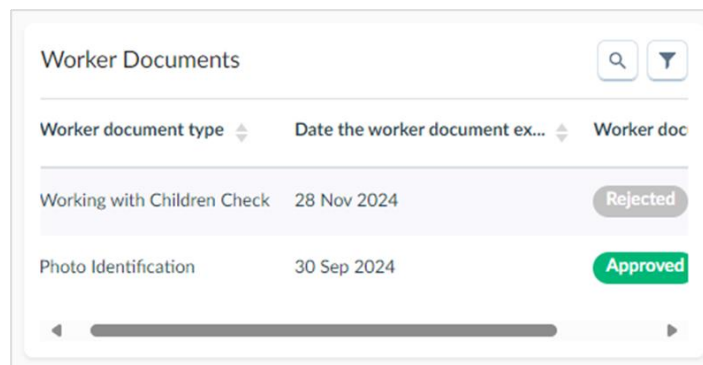 Worker Documents
Worker document type Date the worker document ex... Worker doc
Working with Children Check 28 Nov 2024 Rejected
Photo Identification 30 Sep 2024 Approved